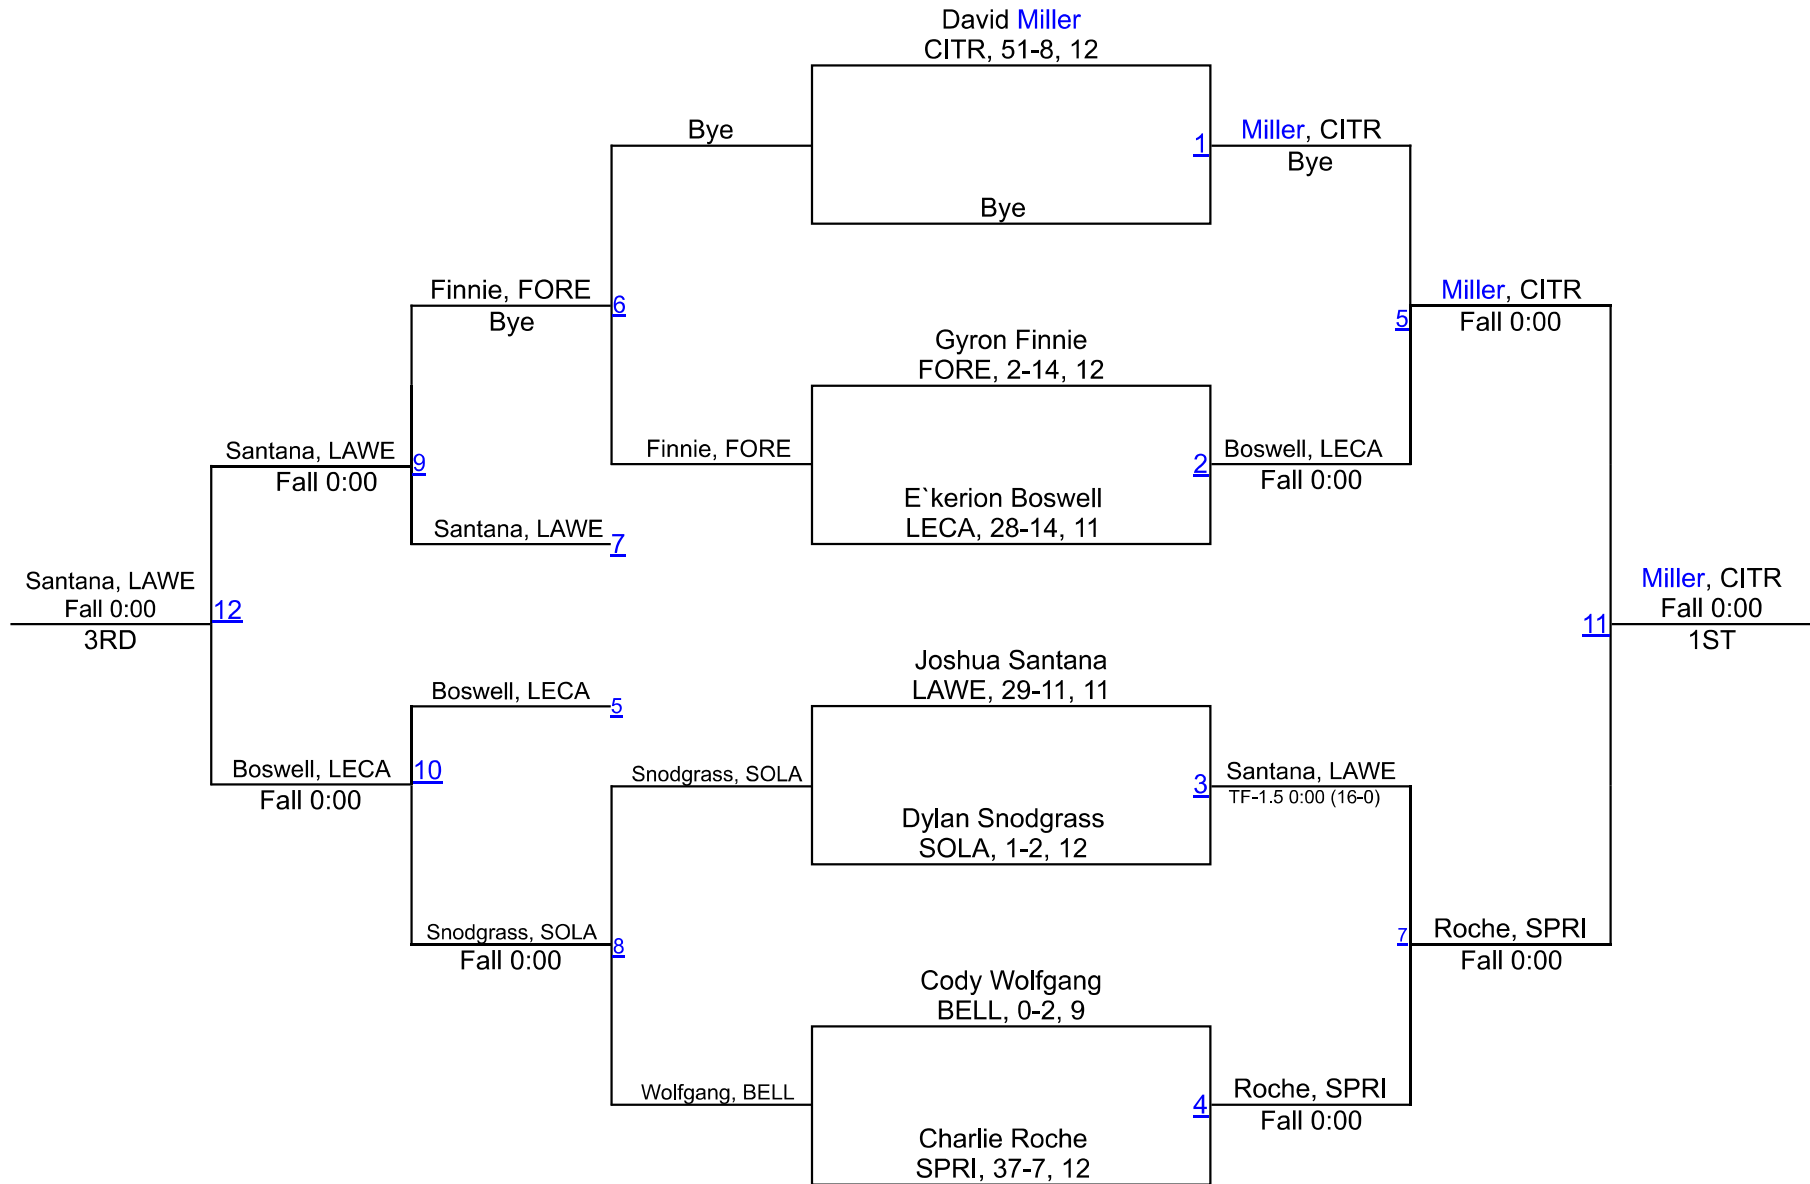 David Miller
CITR, 51-8, 12
Bye
1
Miller, CITR
Bye
Bye
Finnie, FORE
Bye
6
Miller, CITR
Fall 0:00
5
Gyron Finnie
FORE, 2-14, 12
Santana, LAWE
Fall 0:00
9
Finnie, FORE
2
Boswell, LECA
Fall 0:00
E`kerion Boswell
LECA, 28-14, 11
Santana, LAWE
7
Santana, LAWE
Fall 0:00
3RD
12
Miller, CITR
Fall 0:00
1ST
11
Joshua Santana
LAWE, 29-11, 11
Boswell, LECA
5
Boswell, LECA
Fall 0:00
10
Snodgrass, SOLA
3
Santana, LAWE
TF-1.5 0:00 (16-0)
Dylan Snodgrass
SOLA, 1-2, 12
Snodgrass, SOLA
Fall 0:00
8
7
Roche, SPRI
Fall 0:00
Cody Wolfgang
BELL, 0-2, 9
Wolfgang, BELL
4
Roche, SPRI
Fall 0:00
Charlie Roche
SPRI, 37-7, 12